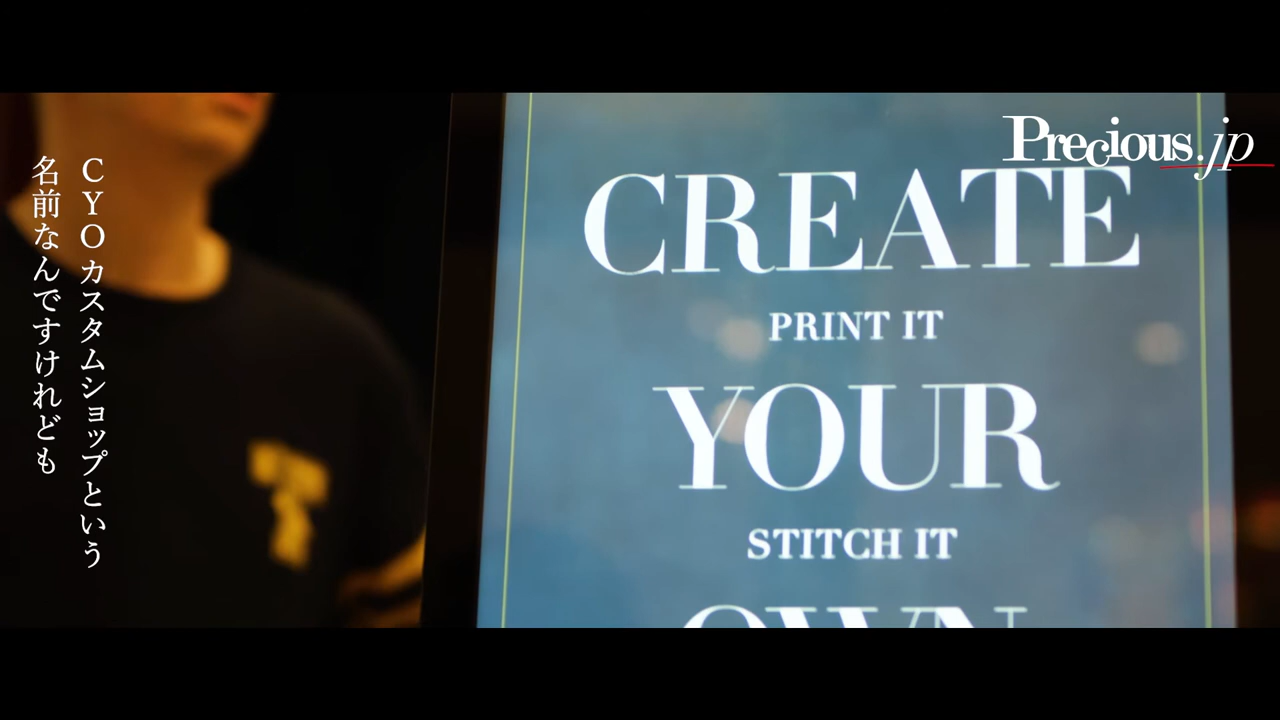 CYOカスタムショップという
名前なんですけれども
Precious.jp
CREATE
PRINT IT
YOUR
STITCH IT
OWN